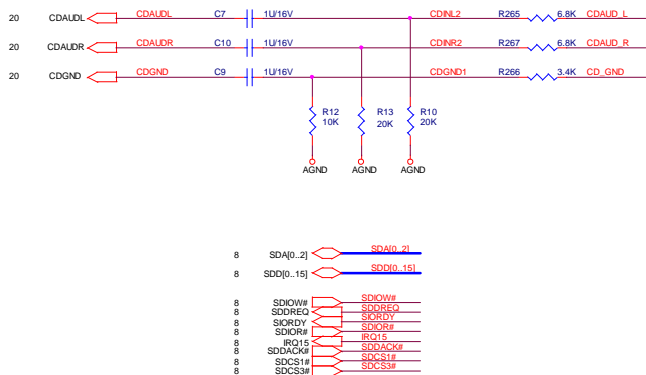 20 CDAUDL CDAUDL C7 1U/16V CDINL2 R265 6.8K CDAUD_L
20 CDAUDR CDAUDR C10 1U/16V CDINR2 R267 6.8K CDAUD_R
20 CDGND CDGND C9 1U/16V CDGND1 R266 3.4K CD_GND
R12 R13 R10
10K 20K 20K
AGND AGND AGND
8 SDA[0..2] SDA[0..2]
8 SDD[0..15] SDD[0..15]
8 SDIOW# SDIOW#
8 SDDREQ SDDREQ
8 SIORDY SIORDY
8 SDIOR# SDIOR#
8 IRQ15 IRQ15
8 SDDACK# SDDACK#
8 SDCS1# SDCS1#
8 SDCS3# SDCS3#